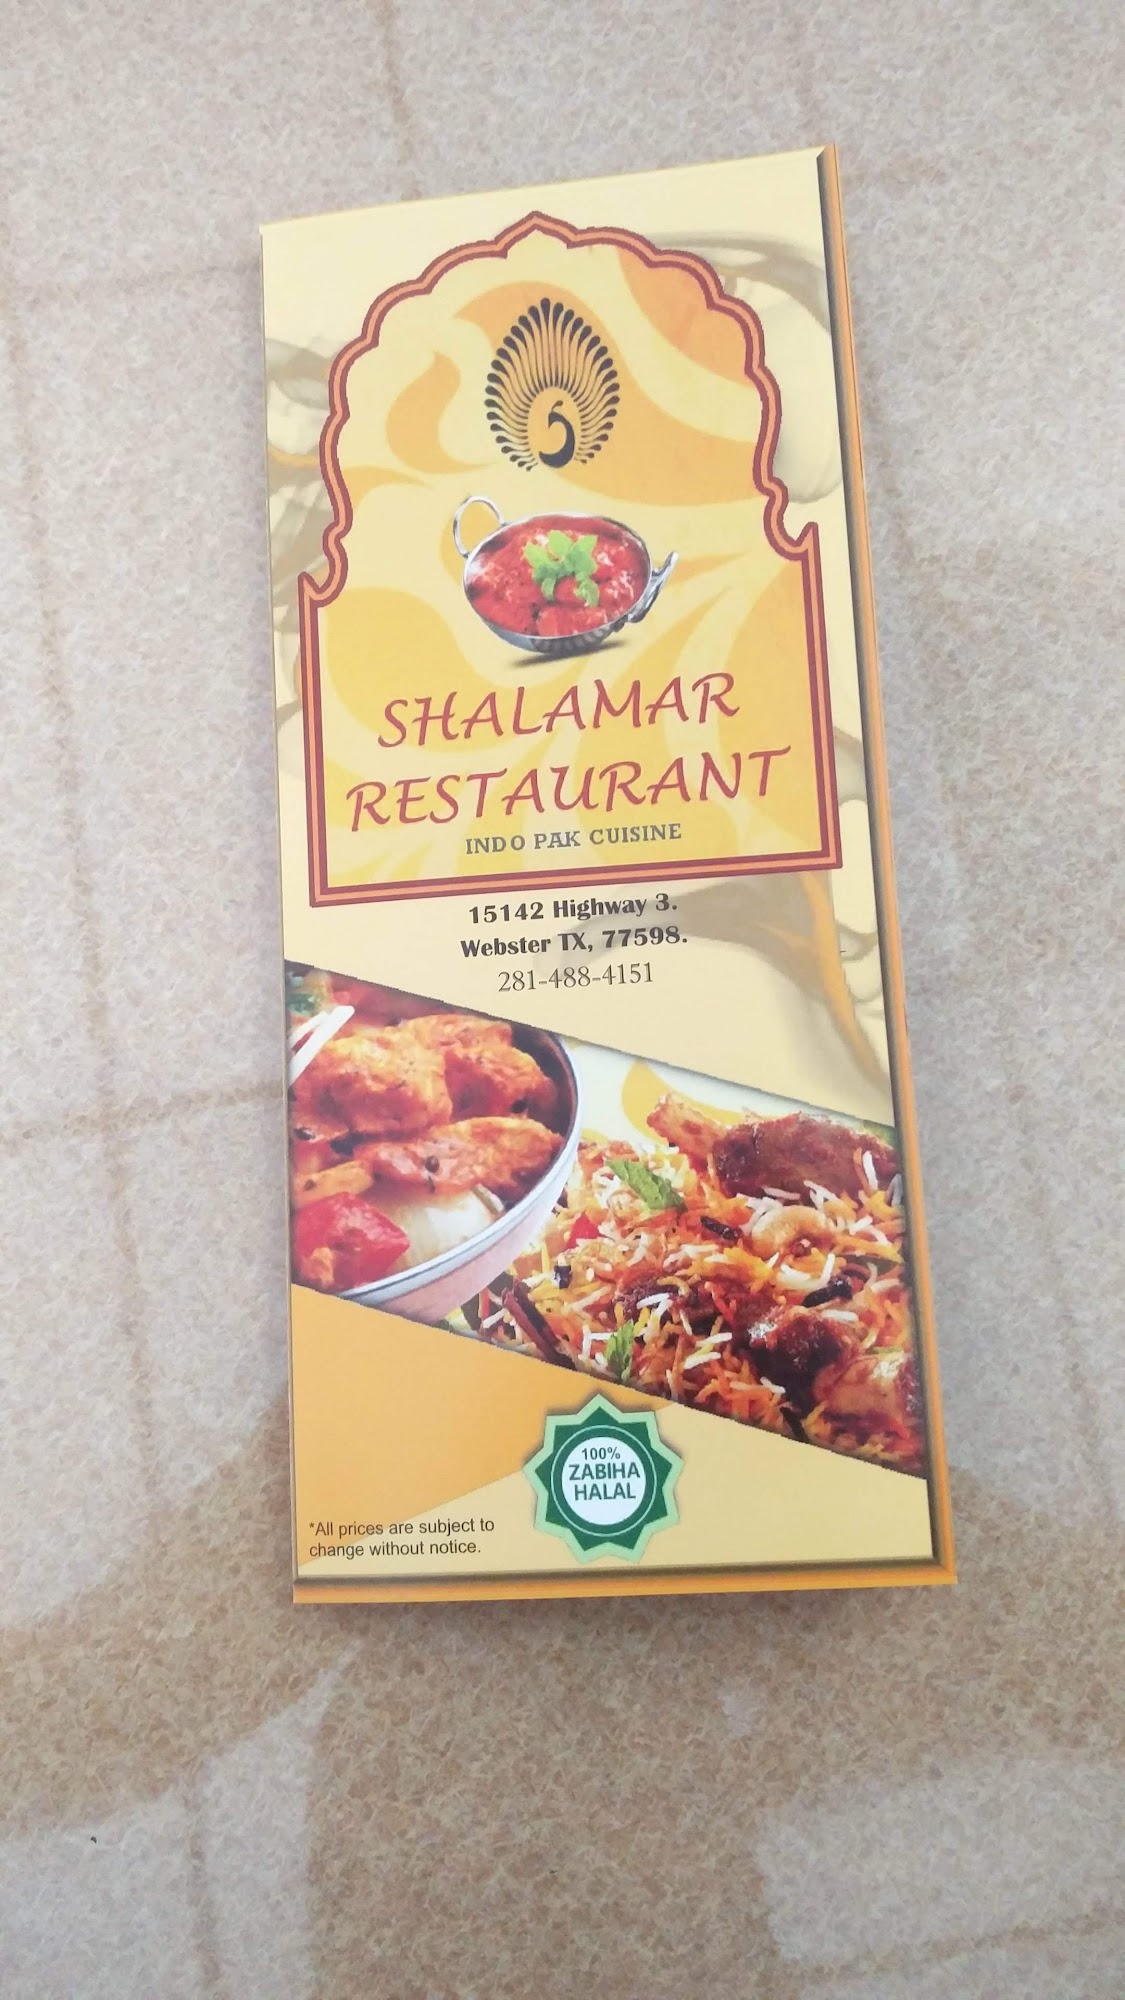 SHALAMAR
RESTAURANT
INDO PAK CUISINE
15142 Highway 3.
Webster TX, 77598.
281-488-4151
100%
ZABIHA
HALAL
*All prices are subject to
change without notice.